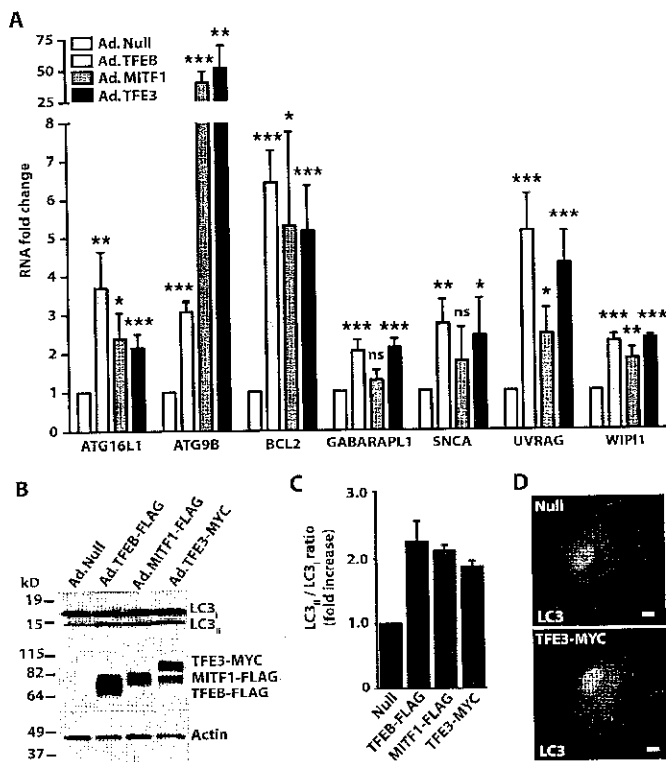 A
75
50
25
8
7
6
5
4
3
2
1
0
RNA fold change
Ad.Null
Ad.TFEB
Ad.MITF1
Ad.TFE3
** * ***
*** *** **
*** * ***
*** ns ***
** ns *
*** * ***
*** ** ***
ATG16L1 ATG9B BCL2 GABARAPL1 SNCA UVRAG WIPI1
B
Ad.Null
Ad.TFEB-FLAG
Ad.MITF1-FLAG
Ad.TFE3-MYC
kD
19
15
115
82
64
49
37
LC3I
LC3II
TFE3-MYC
MITF1-FLAG
TFEB-FLAG
Actin
C
LC3II / LC3I ratio
(fold increase)
3.0
2.0
1.0
0
Null
TFEB-FLAG
MITF1-FLAG
TFE3-MYC
D
Null
LC3
TFE3-MYC
LC3